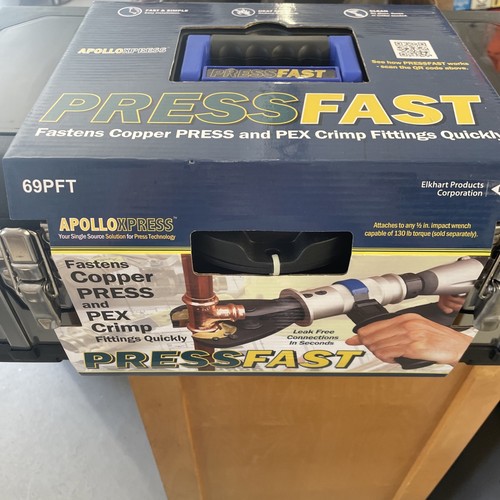 FAST & SIMPLE
CLEAN
APOLLOXPRESS™
See how PRESSFAST works
- scan the QR code above.
PRESSFAST
PRESSFAST
Fastens Copper PRESS and PEX Crimp Fittings Quickly
69PFT
Elkhart Products
Corporation
APOLLOXPRESS™
Your Single Source Solution for Press Technology
Attaches to any ½ in. impact wrench
capable of 130 lb torque (sold separately).
Fastens
Copper
PRESS
and
PEX
Crimp
Fittings Quickly
Leak Free
Connections
In Seconds
PRESSFAST